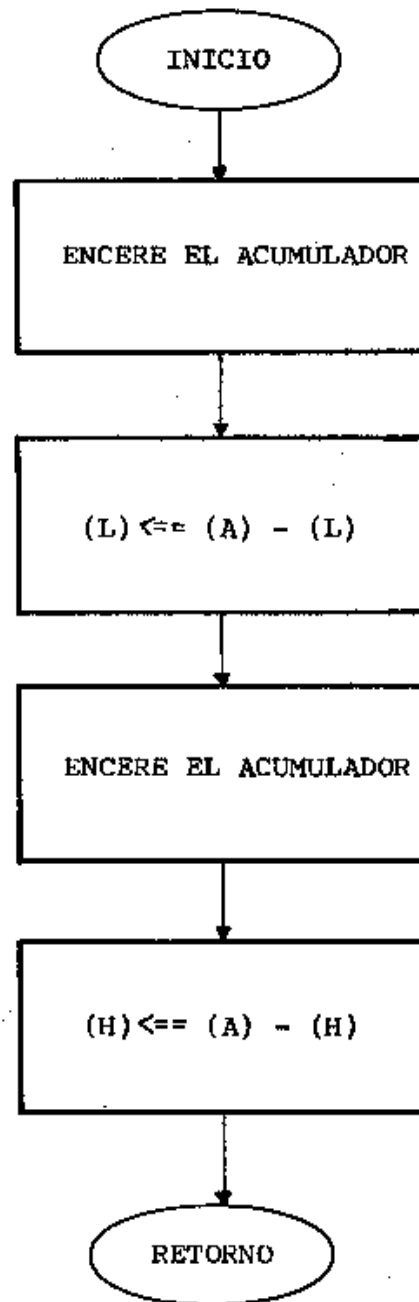 INICIO
ENCERE EL ACUMULADOR
(L) <== (A) - (L)
ENCERE EL ACUMULADOR
(H) <== (A) - (H)
RETORNO